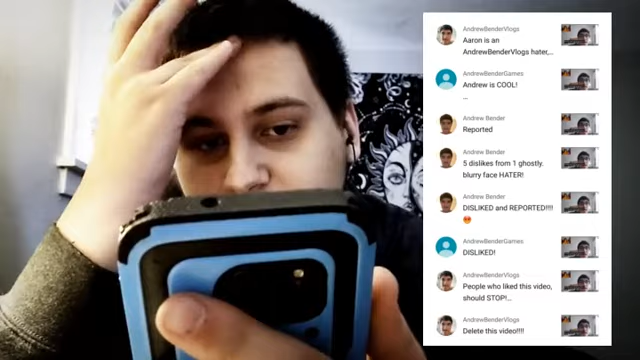 AndrewBenderVlogs
Aaron is an
AndrewBenderVlogs hater,...
AndrewBenderGames
Andrew is COOL!
...
Andrew Bender
Reported
Andrew Bender
5 dislikes from 1 ghostly.
blurry face HATER!
Andrew Bender
DISLIKED and REPORTED!!!!
😍
AndrewBenderGames
DISLIKED!
AndrewBenderVlogs
People who liked this video,
should STOP!...
AndrewBenderVlogs
Delete this video!!!!